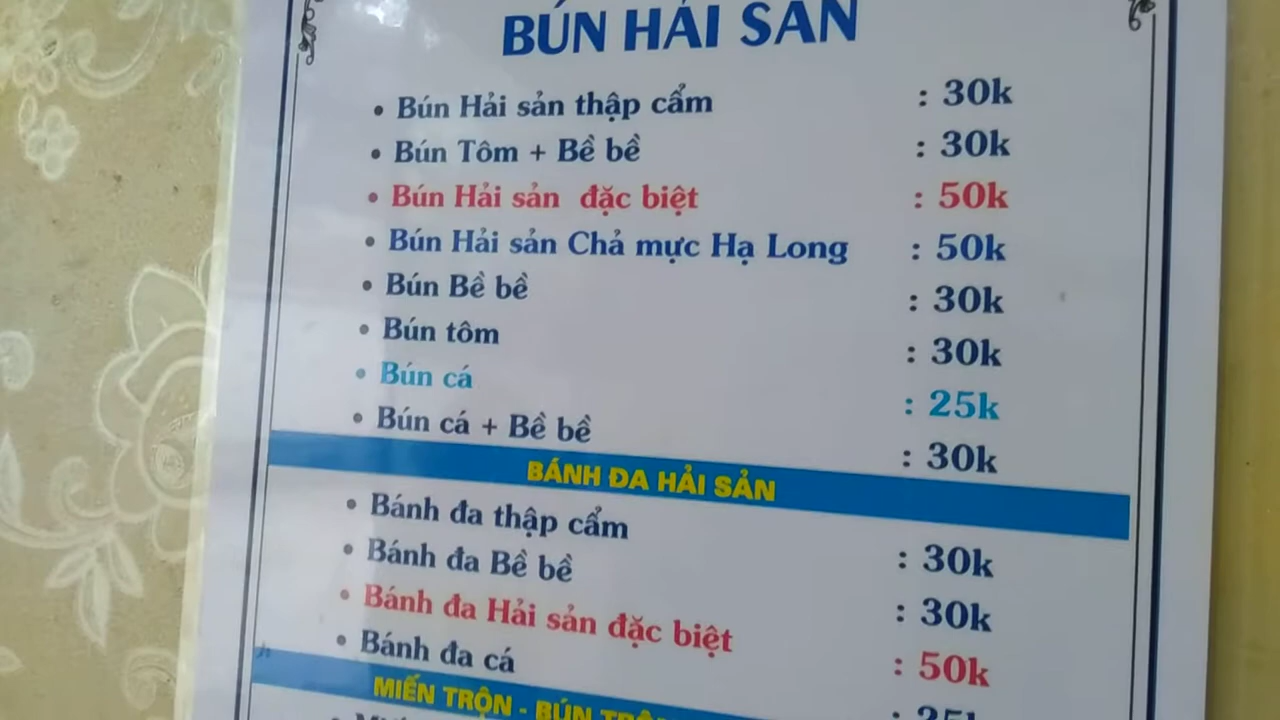 BÚN HẢI SẢN
• Bún Hải sản thập cẩm : 30k
• Bún Tôm + Bề bề : 30k
• Bún Hải sản đặc biệt : 50k
• Bún Hải sản Chả mực Hạ Long : 50k
• Bún Bề bề : 30k
• Bún tôm : 30k
• Bún cá : 25k
• Bún cá + Bề bề : 30k
BÁNH ĐA HẢI SẢN
• Bánh đa thập cẩm : 30k
• Bánh đa Bề bề : 30k
• Bánh đa Hải sản đặc biệt : 50k
• Bánh đa cá : 25k
MIẾN TRỘN - BÚN TRỘN